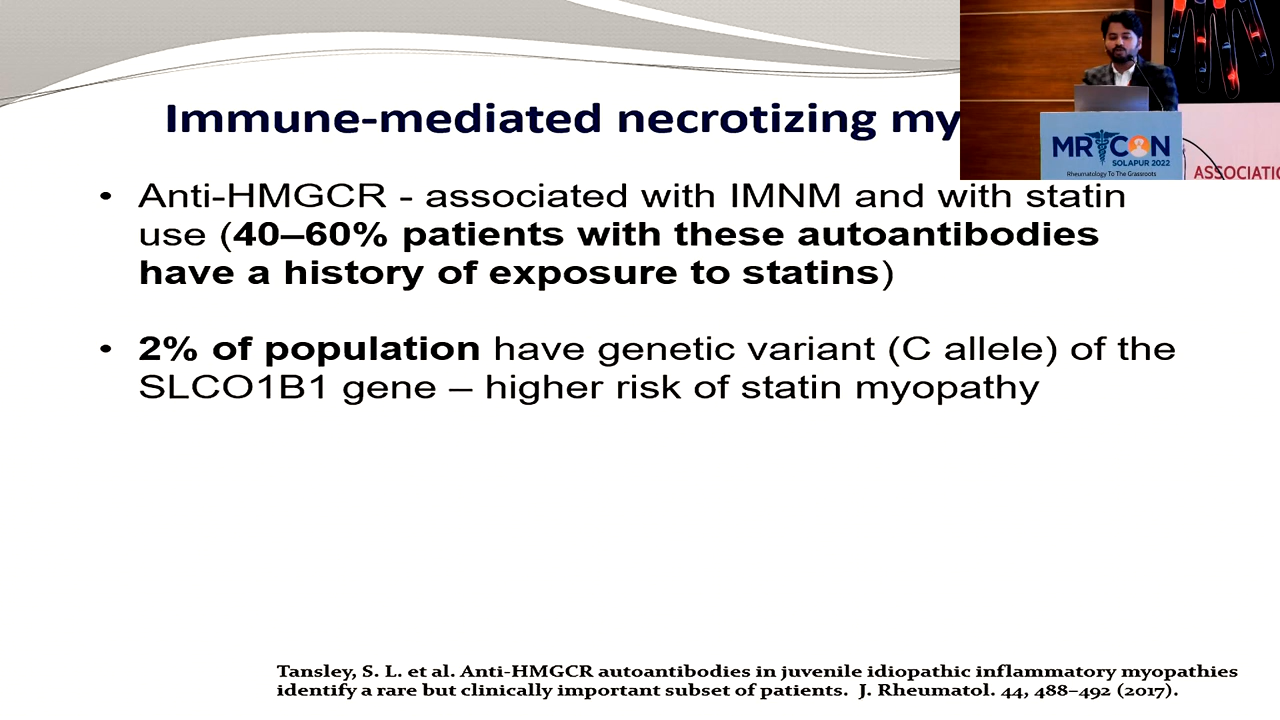 Immune-mediated necrotizing my
• Anti-HMGCR - associated with IMNM and with statin
use (40–60% patients with these autoantibodies
have a history of exposure to statins)
• 2% of population have genetic variant (C allele) of the
SLCO1B1 gene – higher risk of statin myopathy
Tansley, S. L. et al. Anti-HMGCR autoantibodies in juvenile idiopathic inflammatory myopathies
identify a rare but clinically important subset of patients. J. Rheumatol. 44, 488–492 (2017).
MRCON
SOLAPUR 2022
Rheumatology To The Grassroots
ASSOCIATIO